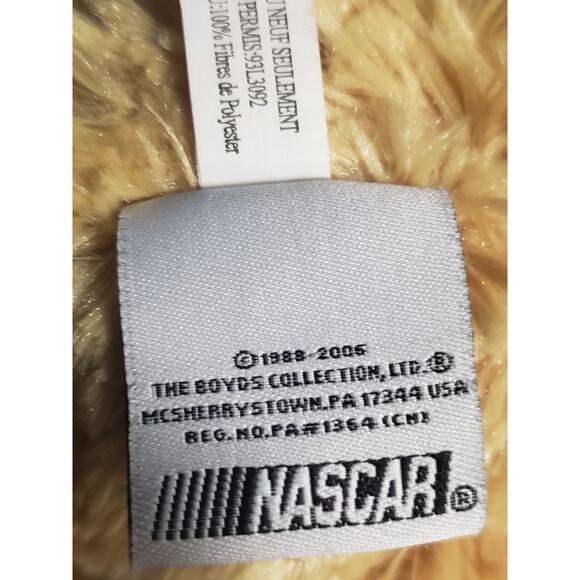 U NEUF SEULEMENT
PERMIS:93L3092
:100% Fibres de Polyester
©1988-2006
THE BOYDS COLLECTION, LTD.®
MCSHERRYSTOWN,PA 17344 USA
REG.NO.PA#1364 (CN)
NASCAR®